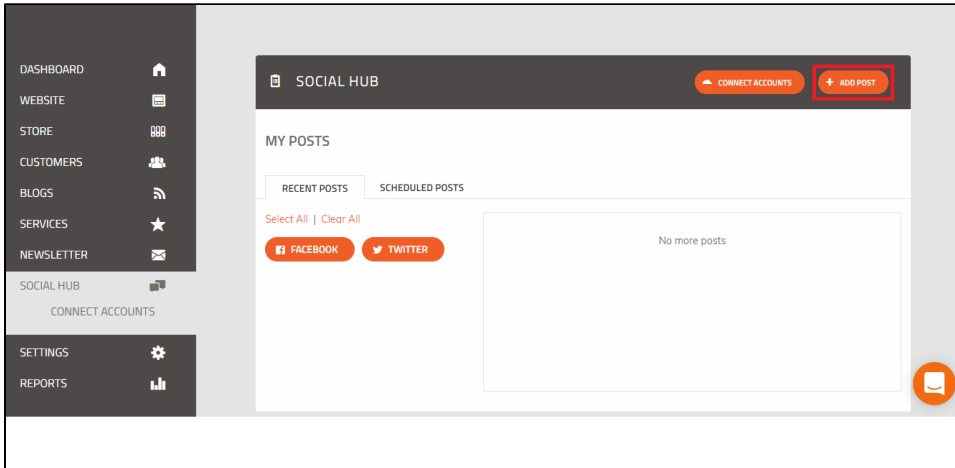 DASHBOARD
WEBSITE
STORE
CUSTOMERS
BLOGS
SERVICES
NEWSLETTER
SOCIAL HUB
CONNECT ACCOUNTS
SETTINGS
REPORTS
SOCIAL HUB
CONNECT ACCOUNTS
+ ADD POST
MY POSTS
RECENT POSTS
SCHEDULED POSTS
Select All | Clear All
FACEBOOK
TWITTER
No more posts